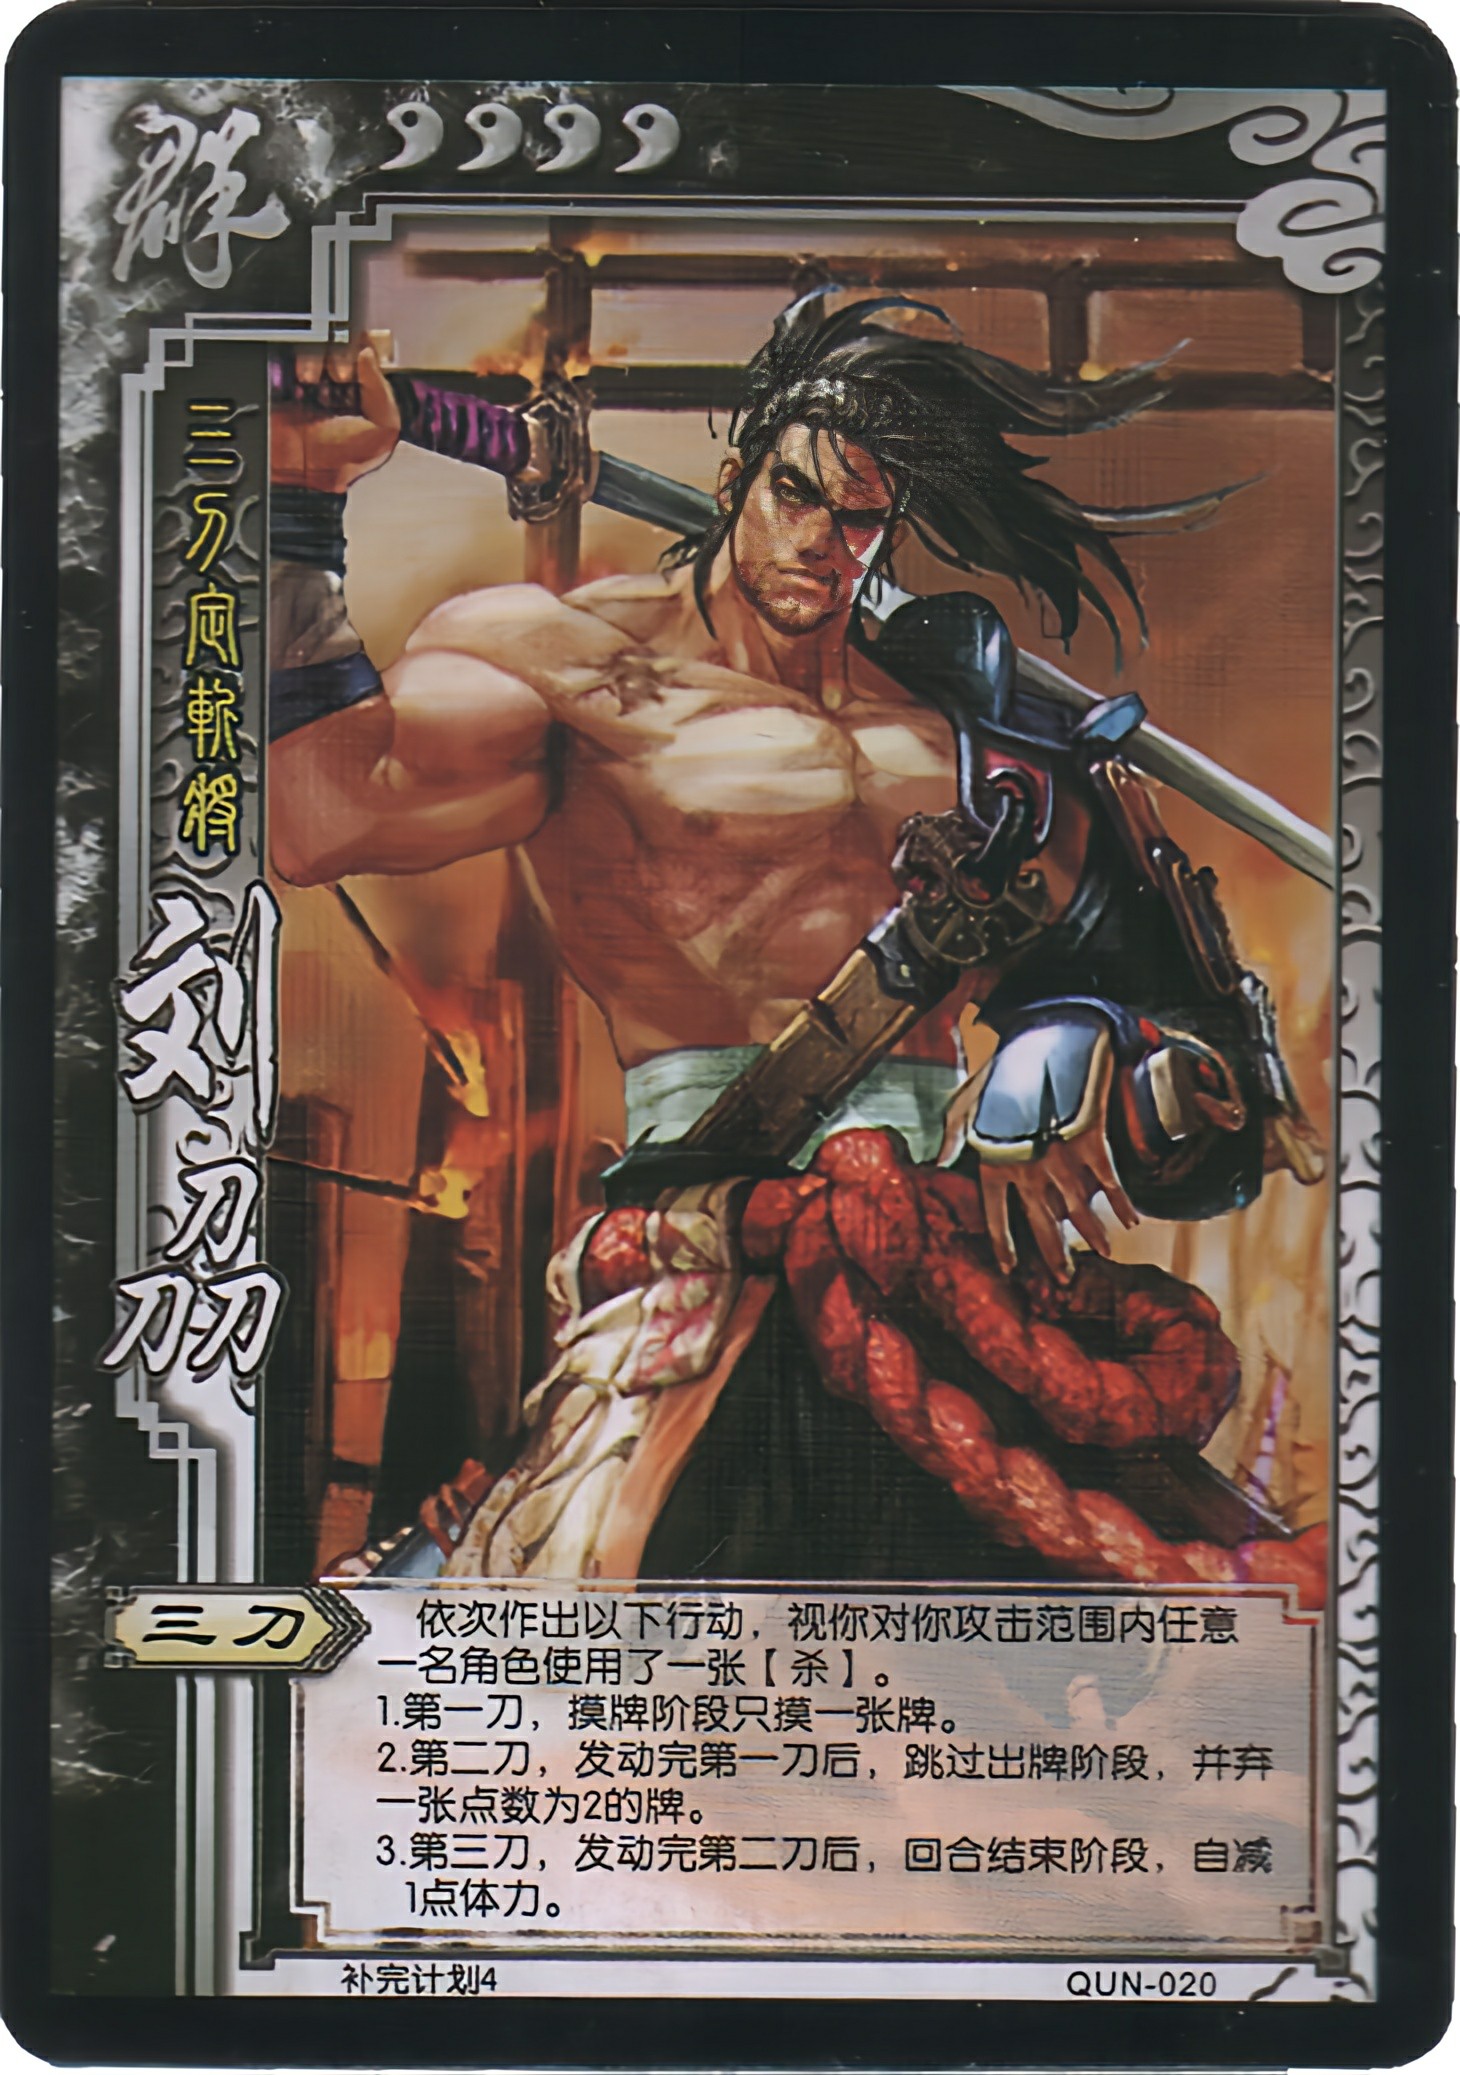 群
三刀定斩将
刘刀刕
三刀
依次作出以下行动，视你对你攻击范围内任意
一名角色使用了一张【杀】。
1.第一刀，摸牌阶段只摸一张牌。
2.第二刀，发动完第一刀后，跳过出牌阶段，并弃
一张点数为2的牌。
3.第三刀，发动完第二刀后，回合结束阶段，自减
1点体力。
补完计划4
QUN-020